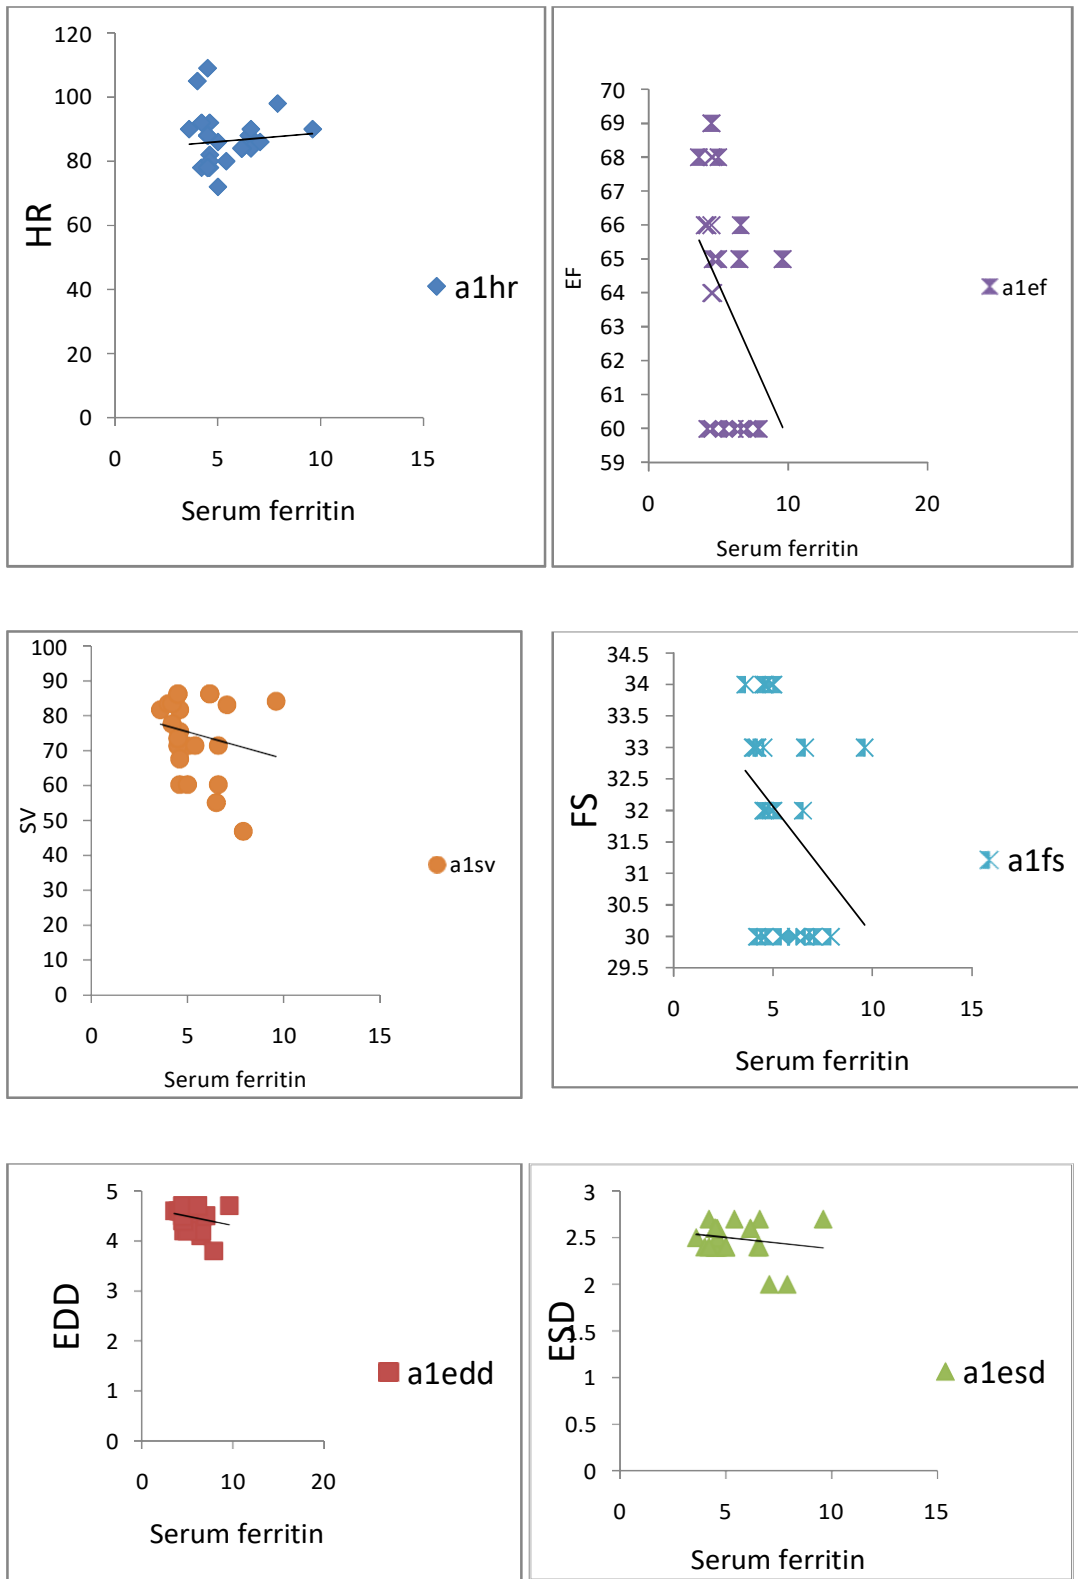 120
100
80
60
40
20
0
HR
0 5 10 15
Serum ferritin
a1hr
70
69
68
67
66
65
64
63
62
61
60
59
EF
0 10 20
Serum ferritin
a1ef
100
90
80
70
60
50
40
30
20
10
0
SV
0 5 10 15
Serum ferritin
a1sv
34.5
34
33.5
33
32.5
32
31.5
31
30.5
30
29.5
FS
0 5 10 15
Serum ferritin
a1fs
5
4
3
2
1
0
EDD
0 10 20
Serum ferritin
a1edd
3
2.5
2
1.5
1
0.5
0
ESD
0 5 10 15
Serum ferritin
a1esd